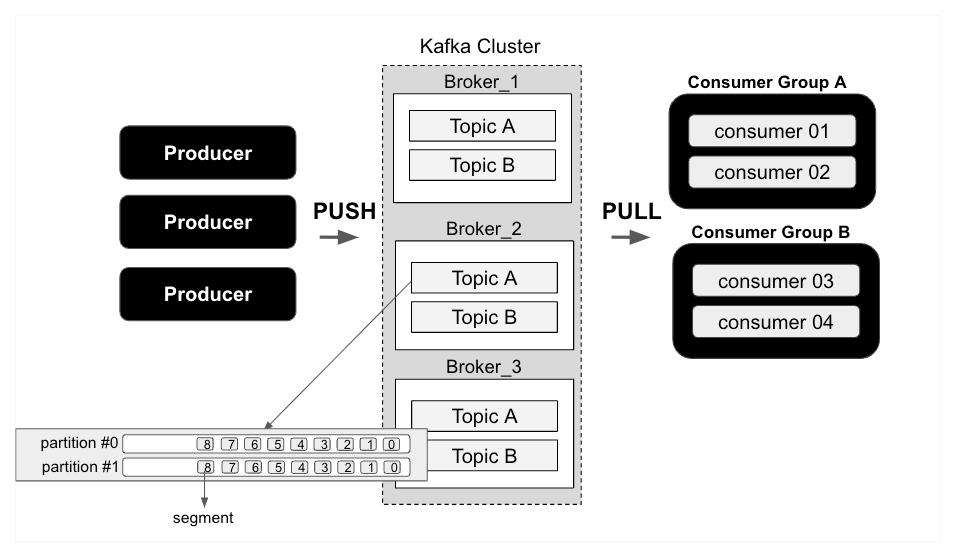 Kafka Cluster
Producer
Producer
Producer
PUSH
Broker_1
Topic A
Topic B
Broker_2
Topic A
Topic B
Broker_3
Topic A
Topic B
PULL
Consumer Group A
consumer 01
consumer 02
Consumer Group B
consumer 03
consumer 04
partition #0 8 7 6 5 4 3 2 1 0
partition #1 8 7 6 5 4 3 2 1 0
segment